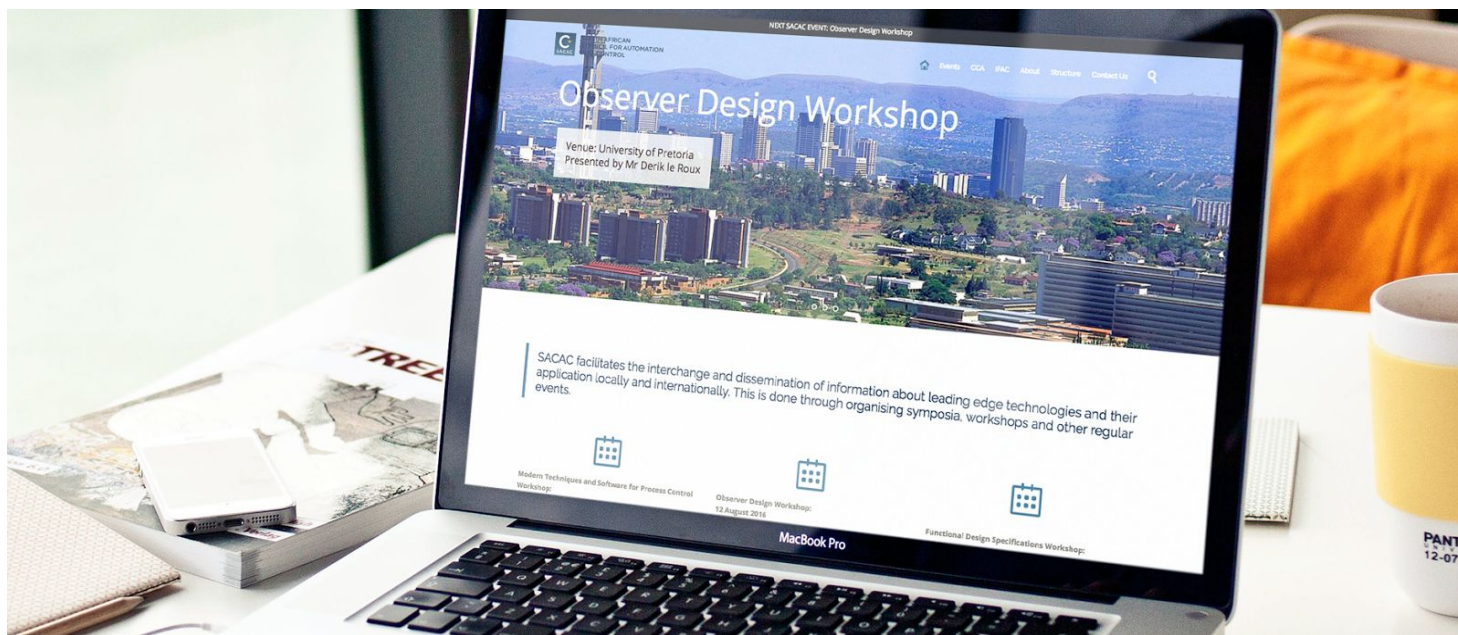 NEXT SACAC EVENT: Observer Design Workshop
C
SACAC
AFRICAN
FOR AUTOMATION
CONTROL
Events CCA IFAC About Structure Contact Us
Observer Design Workshop
Venue: University of Pretoria
Presented by Mr Derik le Roux
SACAC facilitates the interchange and dissemination of information about leading edge technologies and their
application locally and internationally. This is done through organising symposia, workshops and other regular
events.
Modern Techniques and Software for Process Control
Workshop:
Observer Design Workshop:
12 August 2016
Functional Design Specifications Workshop:
MacBook Pro
TREE
PANT
UNIV
12-07